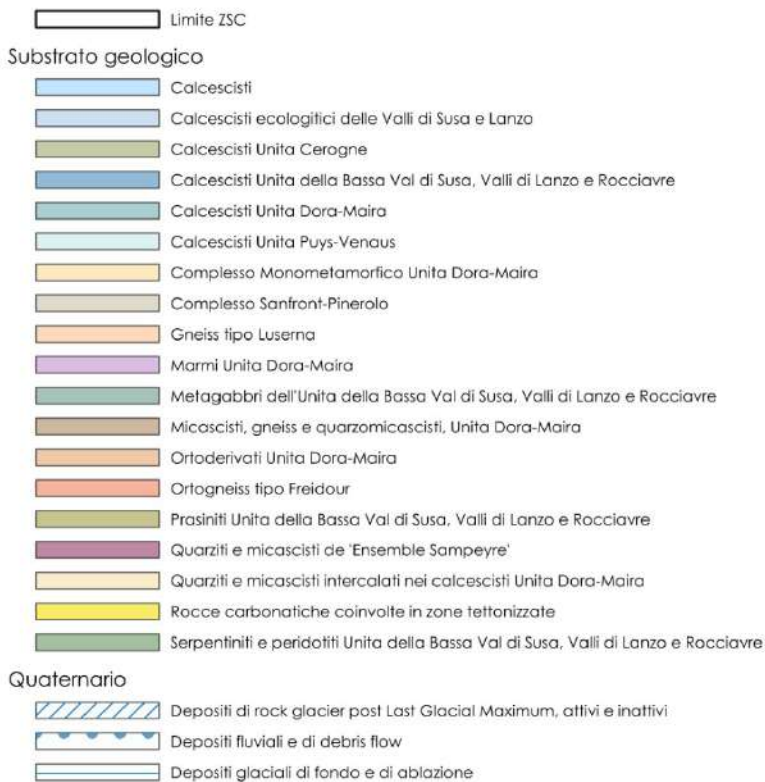 Limite ZSC
Substrato geologico
Calcescisti
Calcescisti ecologitici delle Valli di Susa e Lanzo
Calcescisti Unita Cerogne
Calcescisti Unita della Bassa Val di Susa, Valli di Lanzo e Rocciavre
Calcescisti Unita Dora-Maira
Calcescisti Unita Puys-Venaus
Complesso Monometamorfico Unita Dora-Maira
Complesso Sanfront-Pinerolo
Gneiss tipo Luserna
Marmi Unita Dora-Maira
Metagabbri dell'Unita della Bassa Val di Susa, Valli di Lanzo e Rocciavre
Micascisti, gneiss e quarzomicascisti, Unita Dora-Maira
Ortoderivati Unita Dora-Maira
Ortogneiss tipo Freidour
Prasiniti Unita della Bassa Val di Susa, Valli di Lanzo e Rocciavre
Quarziti e micascisti de 'Ensemble Sampeyre'
Quarziti e micascisti intercalati nei calcescisti Unita Dora-Maira
Rocce carbonatiche coinvolte in zone tettonizzate
Serpentiniti e peridotiti Unita della Bassa Val di Susa, Valli di Lanzo e Rocciavre
Quaternario
Depositi di rock glacier post Last Glacial Maximum, attivi e inattivi
Depositi fluviali e di debris flow
Depositi glaciali di fondo e di ablazione